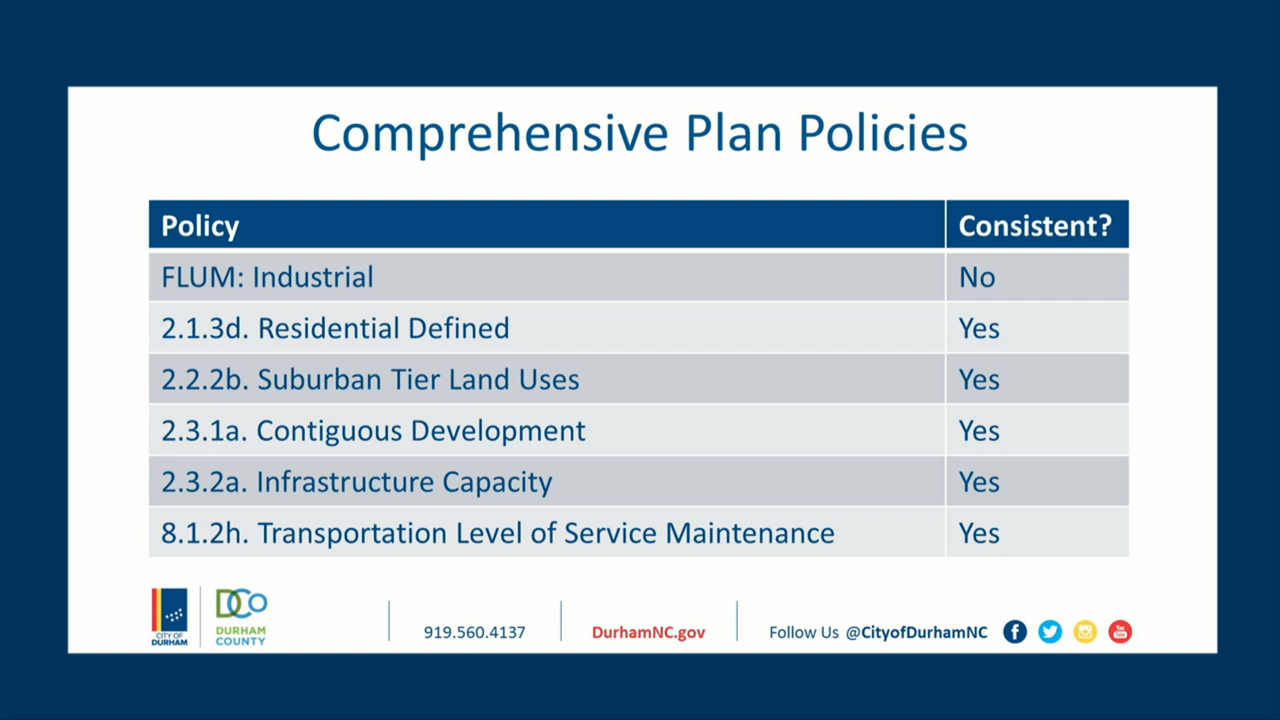 Comprehensive Plan Policies
Policy Consistent?
FLUM: Industrial No
2.1.3d. Residential Defined Yes
2.2.2b. Suburban Tier Land Uses Yes
2.3.1a. Contiguous Development Yes
2.3.2a. Infrastructure Capacity Yes
8.1.2h. Transportation Level of Service Maintenance Yes
CITY OF
DURHAM
DCo
DURHAM
COUNTY
919.560.4137
DurhamNC.gov
Follow Us @CityofDurhamNC